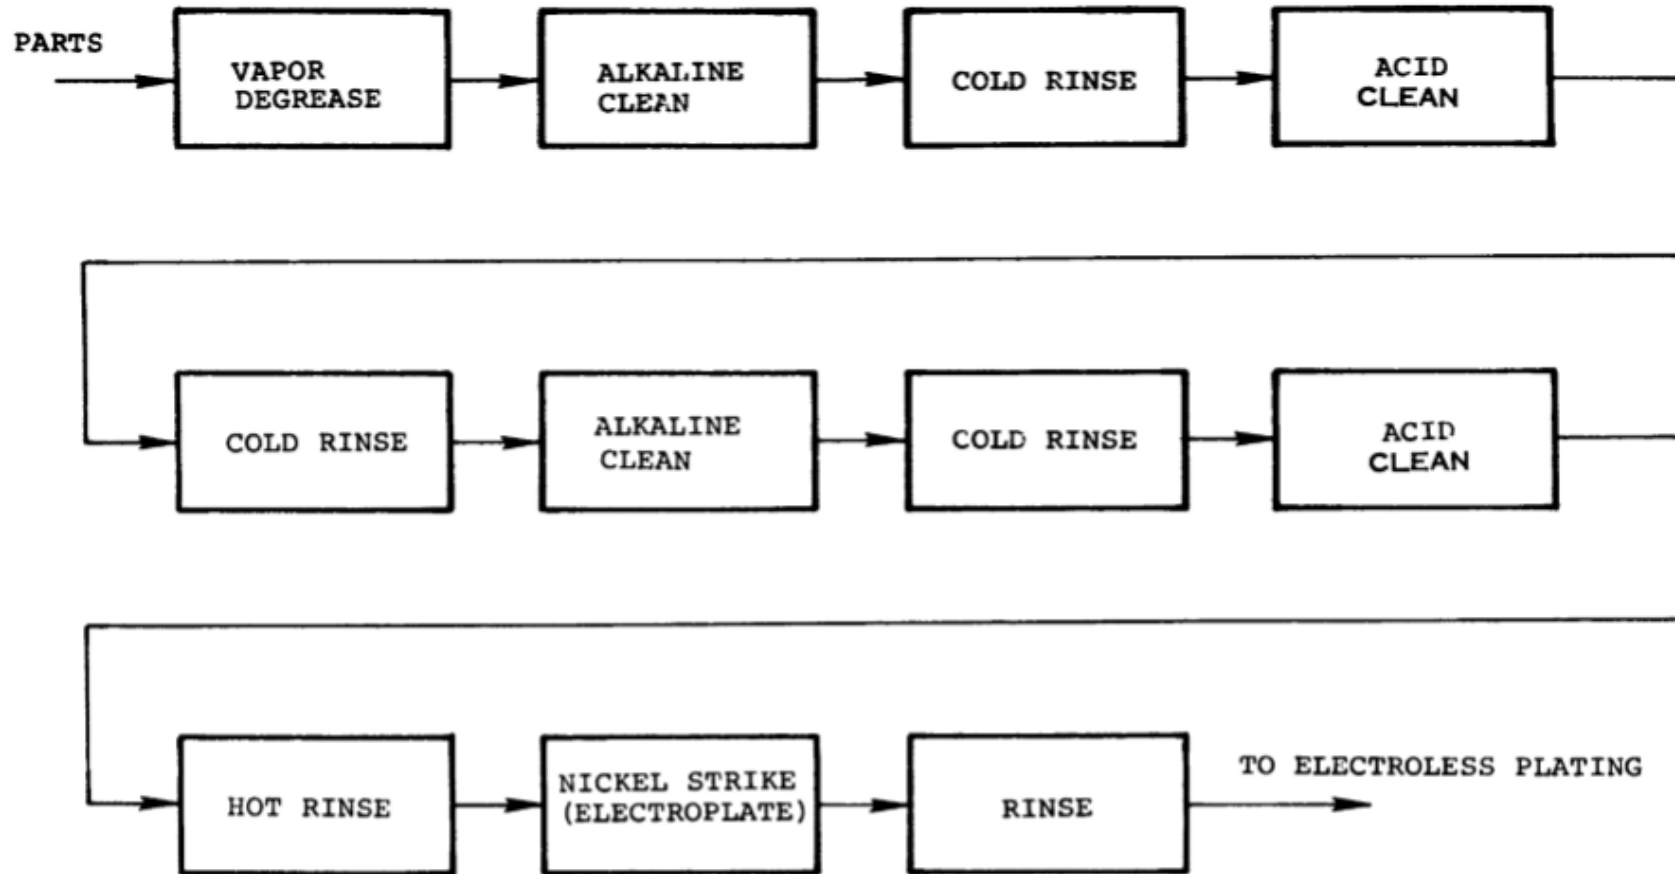 PARTS
VAPOR
DEGREASE
ALKALINE
CLEAN
COLD RINSE
ACID
CLEAN
COLD RINSE
ALKALINE
CLEAN
COLD RINSE
ACID
CLEAN
HOT RINSE
NICKEL STRIKE
(ELECTROPLATE)
RINSE
TO ELECTROLESS PLATING